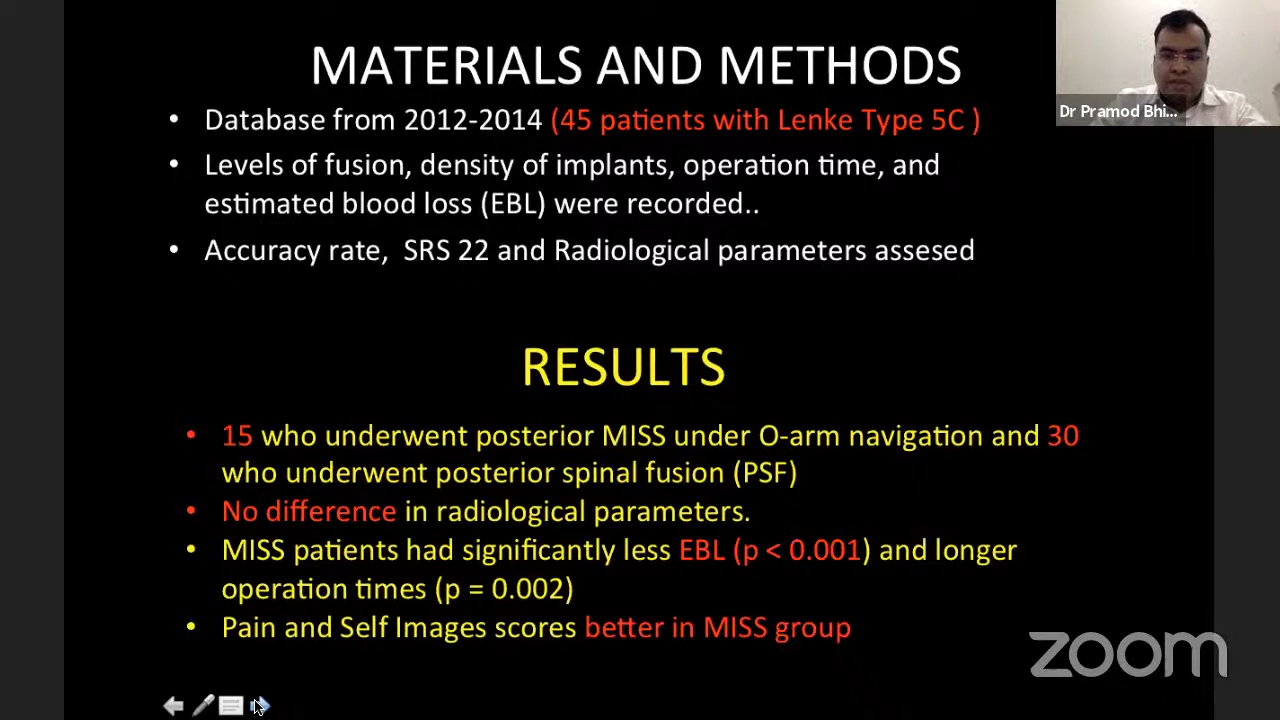 MATERIALS AND METHODS
• Database from 2012-2014 (45 patients with Lenke Type 5C )
• Levels of fusion, density of implants, operation time, and
estimated blood loss (EBL) were recorded..
• Accuracy rate, SRS 22 and Radiological parameters assesed
RESULTS
• 15 who underwent posterior MISS under O-arm navigation and 30
who underwent posterior spinal fusion (PSF)
• No difference in radiological parameters.
• MISS patients had significantly less EBL (p < 0.001) and longer
operation times (p = 0.002)
• Pain and Self Images scores better in MISS group
Dr Pramod Bhi...
zoom